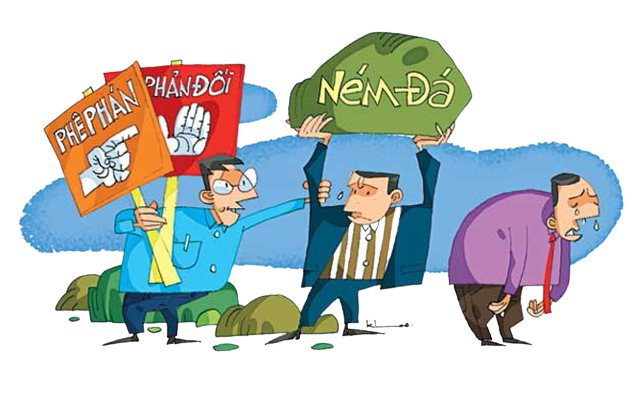 PHÊ PHÁN
PHẢN ĐỐI
NÉM ĐÁ